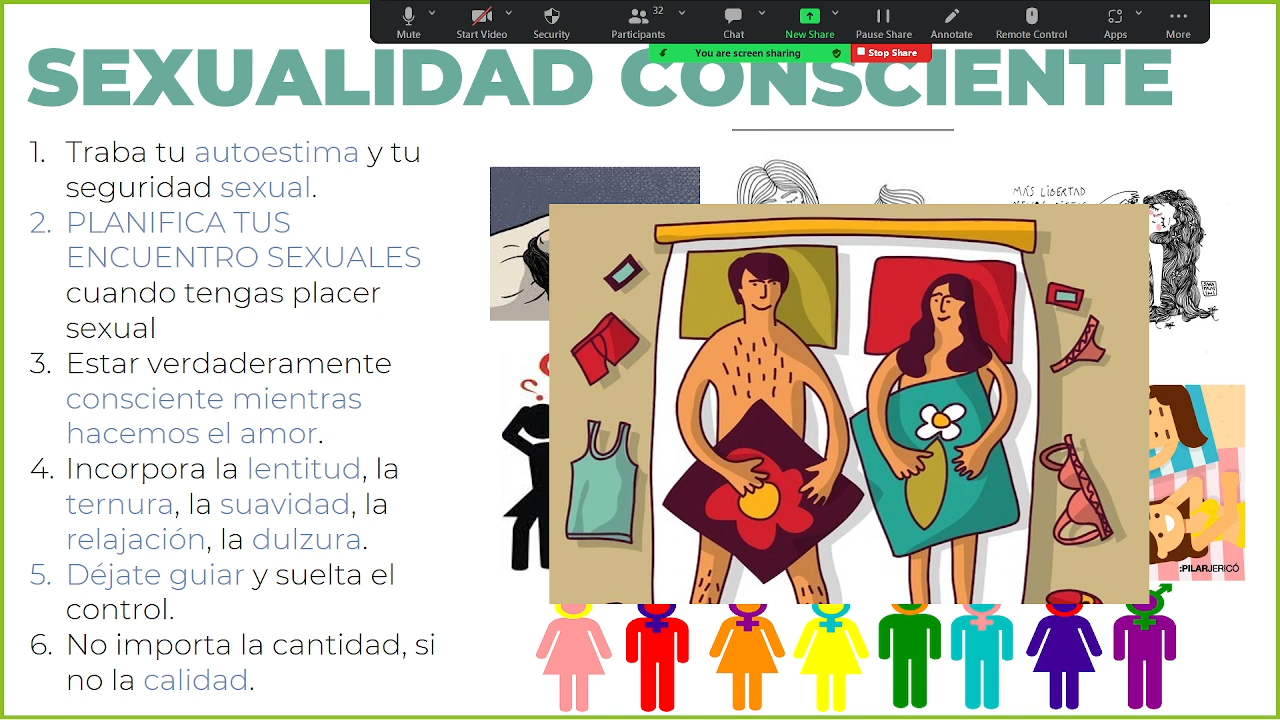 32
Mute
Start Video
Security
Participants
Chat
New Share
Pause Share
Annotate
Remote Control
Apps
More
You are screen sharing
Stop Share
SEXUALIDAD CONSCIENTE
1. Traba tu autoestima y tu
seguridad sexual.
2. PLANIFICA TUS
ENCUENTRO SEXUALES
cuando tengas placer
sexual
3. Estar verdaderamente
consciente mientras
hacemos el amor.
4. Incorpora la lentitud, la
ternura, la suavidad, la
relajación, la dulzura.
5. Déjate guiar y suelta el
control.
6. No importa la cantidad, si
no la calidad.
MÁS LIBERTAD
:PILARJERICÓ